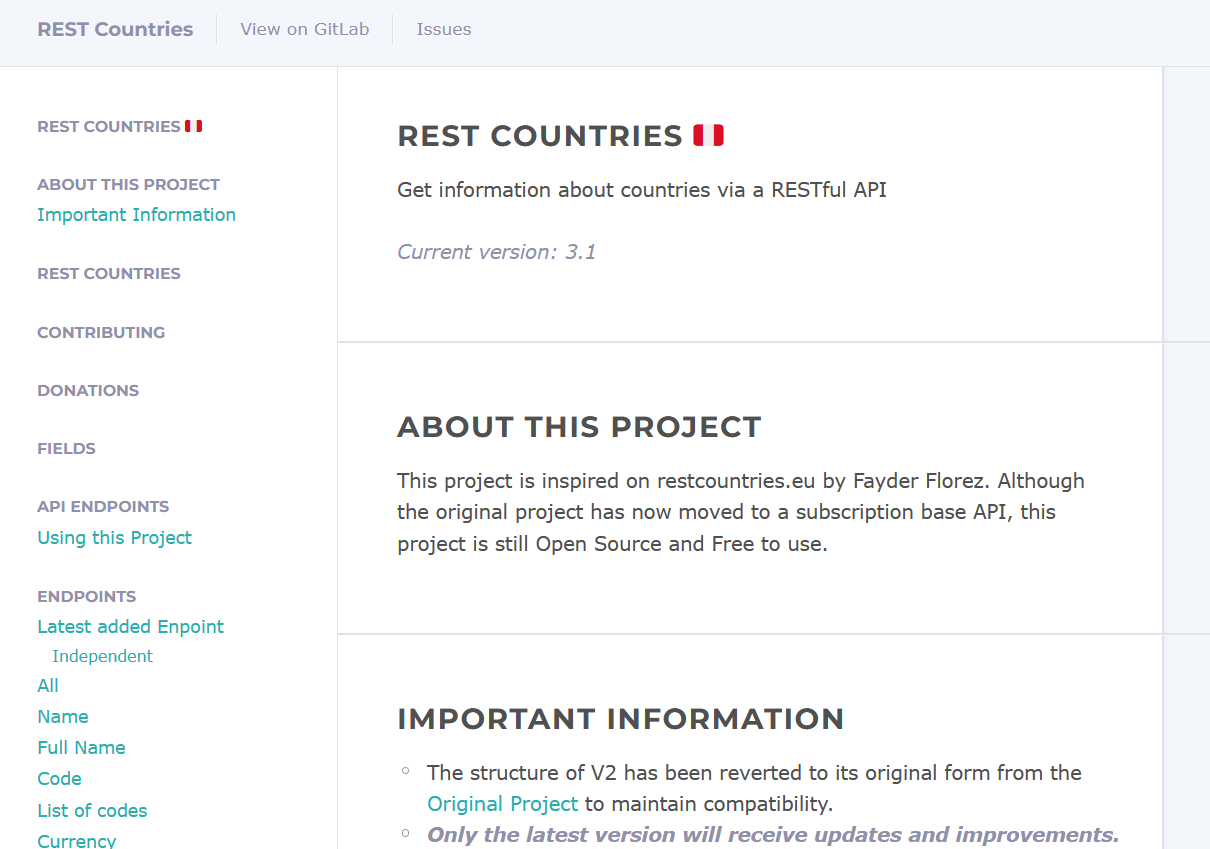 REST Countries
View on GitLab
Issues
REST COUNTRIES
ABOUT THIS PROJECT
Important Information
REST COUNTRIES
CONTRIBUTING
DONATIONS
FIELDS
API ENDPOINTS
Using this Project
ENDPOINTS
Latest added Enpoint
Independent
All
Name
Full Name
Code
List of codes
Currency
REST COUNTRIES
Get information about countries via a RESTful API
Current version: 3.1
ABOUT THIS PROJECT
This project is inspired on restcountries.eu by Fayder Florez. Although
the original project has now moved to a subscription base API, this
project is still Open Source and Free to use.
IMPORTANT INFORMATION
The structure of V2 has been reverted to its original form from the
Original Project to maintain compatibility.
Only the latest version will receive updates and improvements.